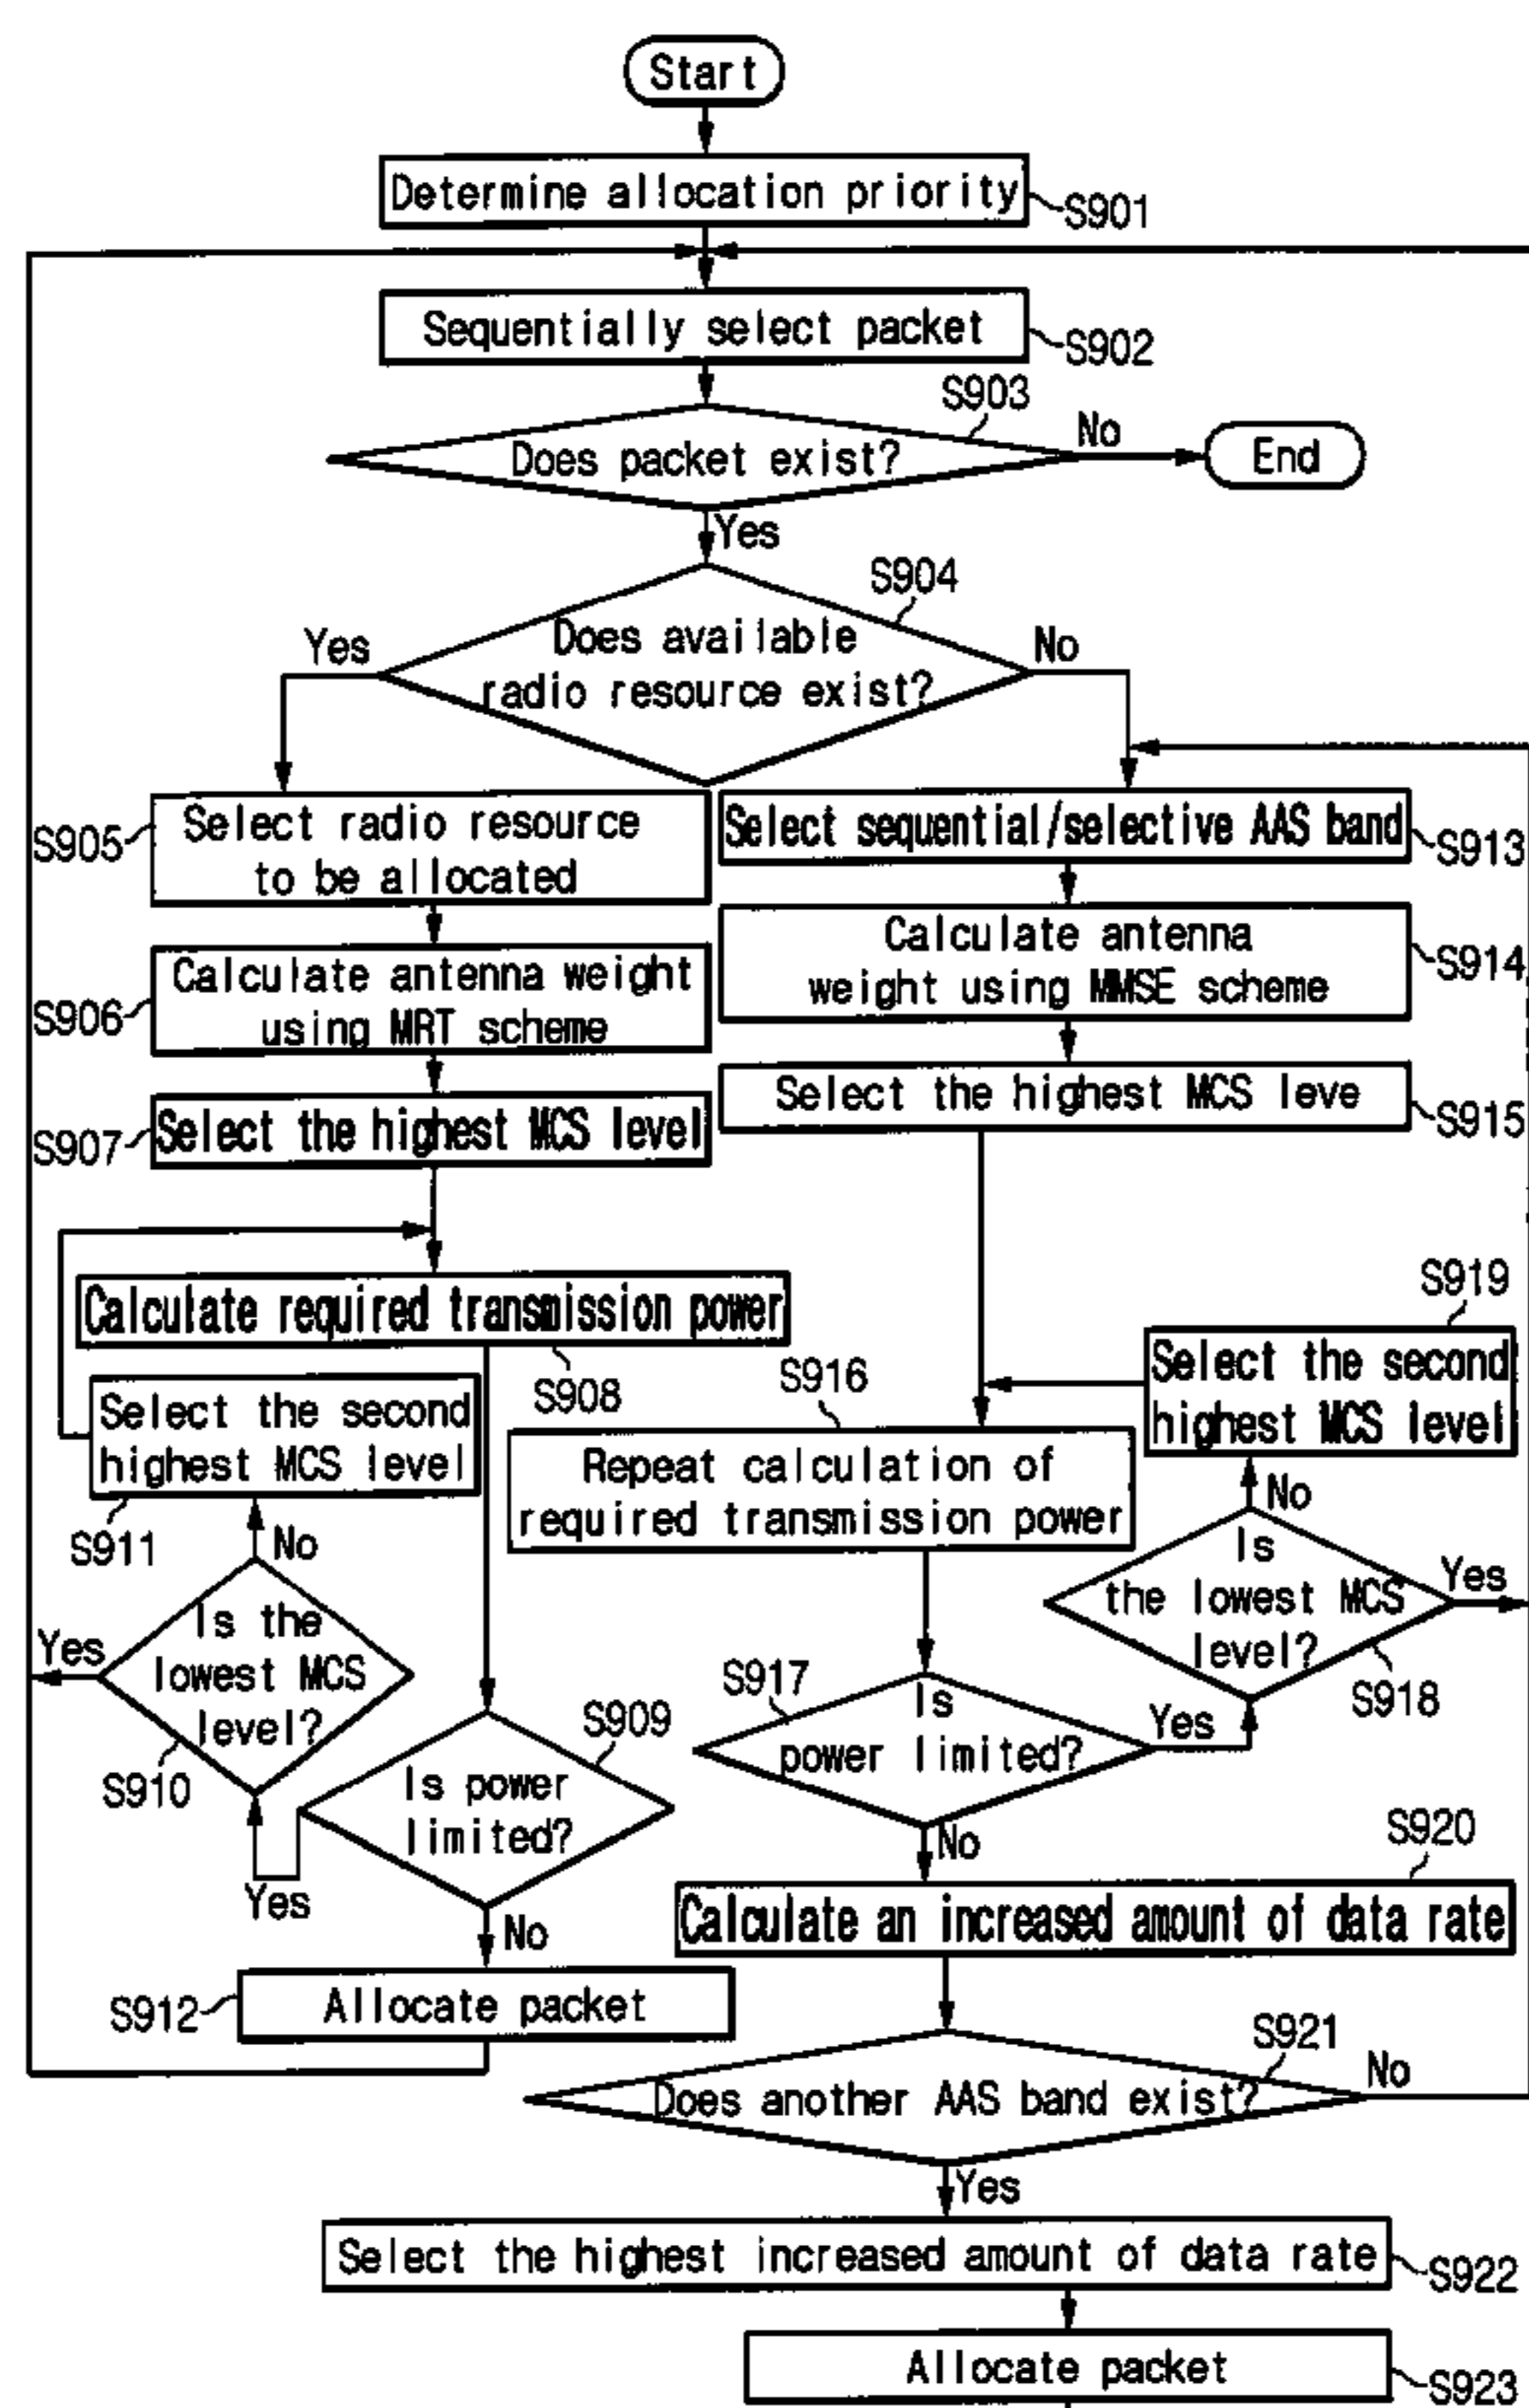 Start
Determine allocation priority
S901
Sequentially select packet
S902
S903
Does packet exist?
No
End
Yes
S904
Does available
radio resource exist?
Yes
No
S905
Select radio resource
to be allocated
Select sequential/selective AAS band
S913
S906
Calculate antenna weight
using MRT scheme
Calculate antenna
weight using MMSE scheme
S914
S907
Select the highest MCS level
Select the highest MCS leve
S915
Calculate required transmission power
S908
S919
Select the second
highest MCS level
S916
Select the second
highest MCS level
S911
Repeat calculation of
required transmission power
No
No
Is the
lowest MCS
level?
Yes
S910
Is
the lowest MCS
level?
Yes
S918
S909
Is power
limited?
Yes
No
S917
Is
power limited?
Yes
No
S920
Calculate an increased amount of data rate
S912
Allocate packet
S921
Does another AAS band exist?
No
Yes
Select the highest increased amount of data rate
S922
Allocate packet
S923